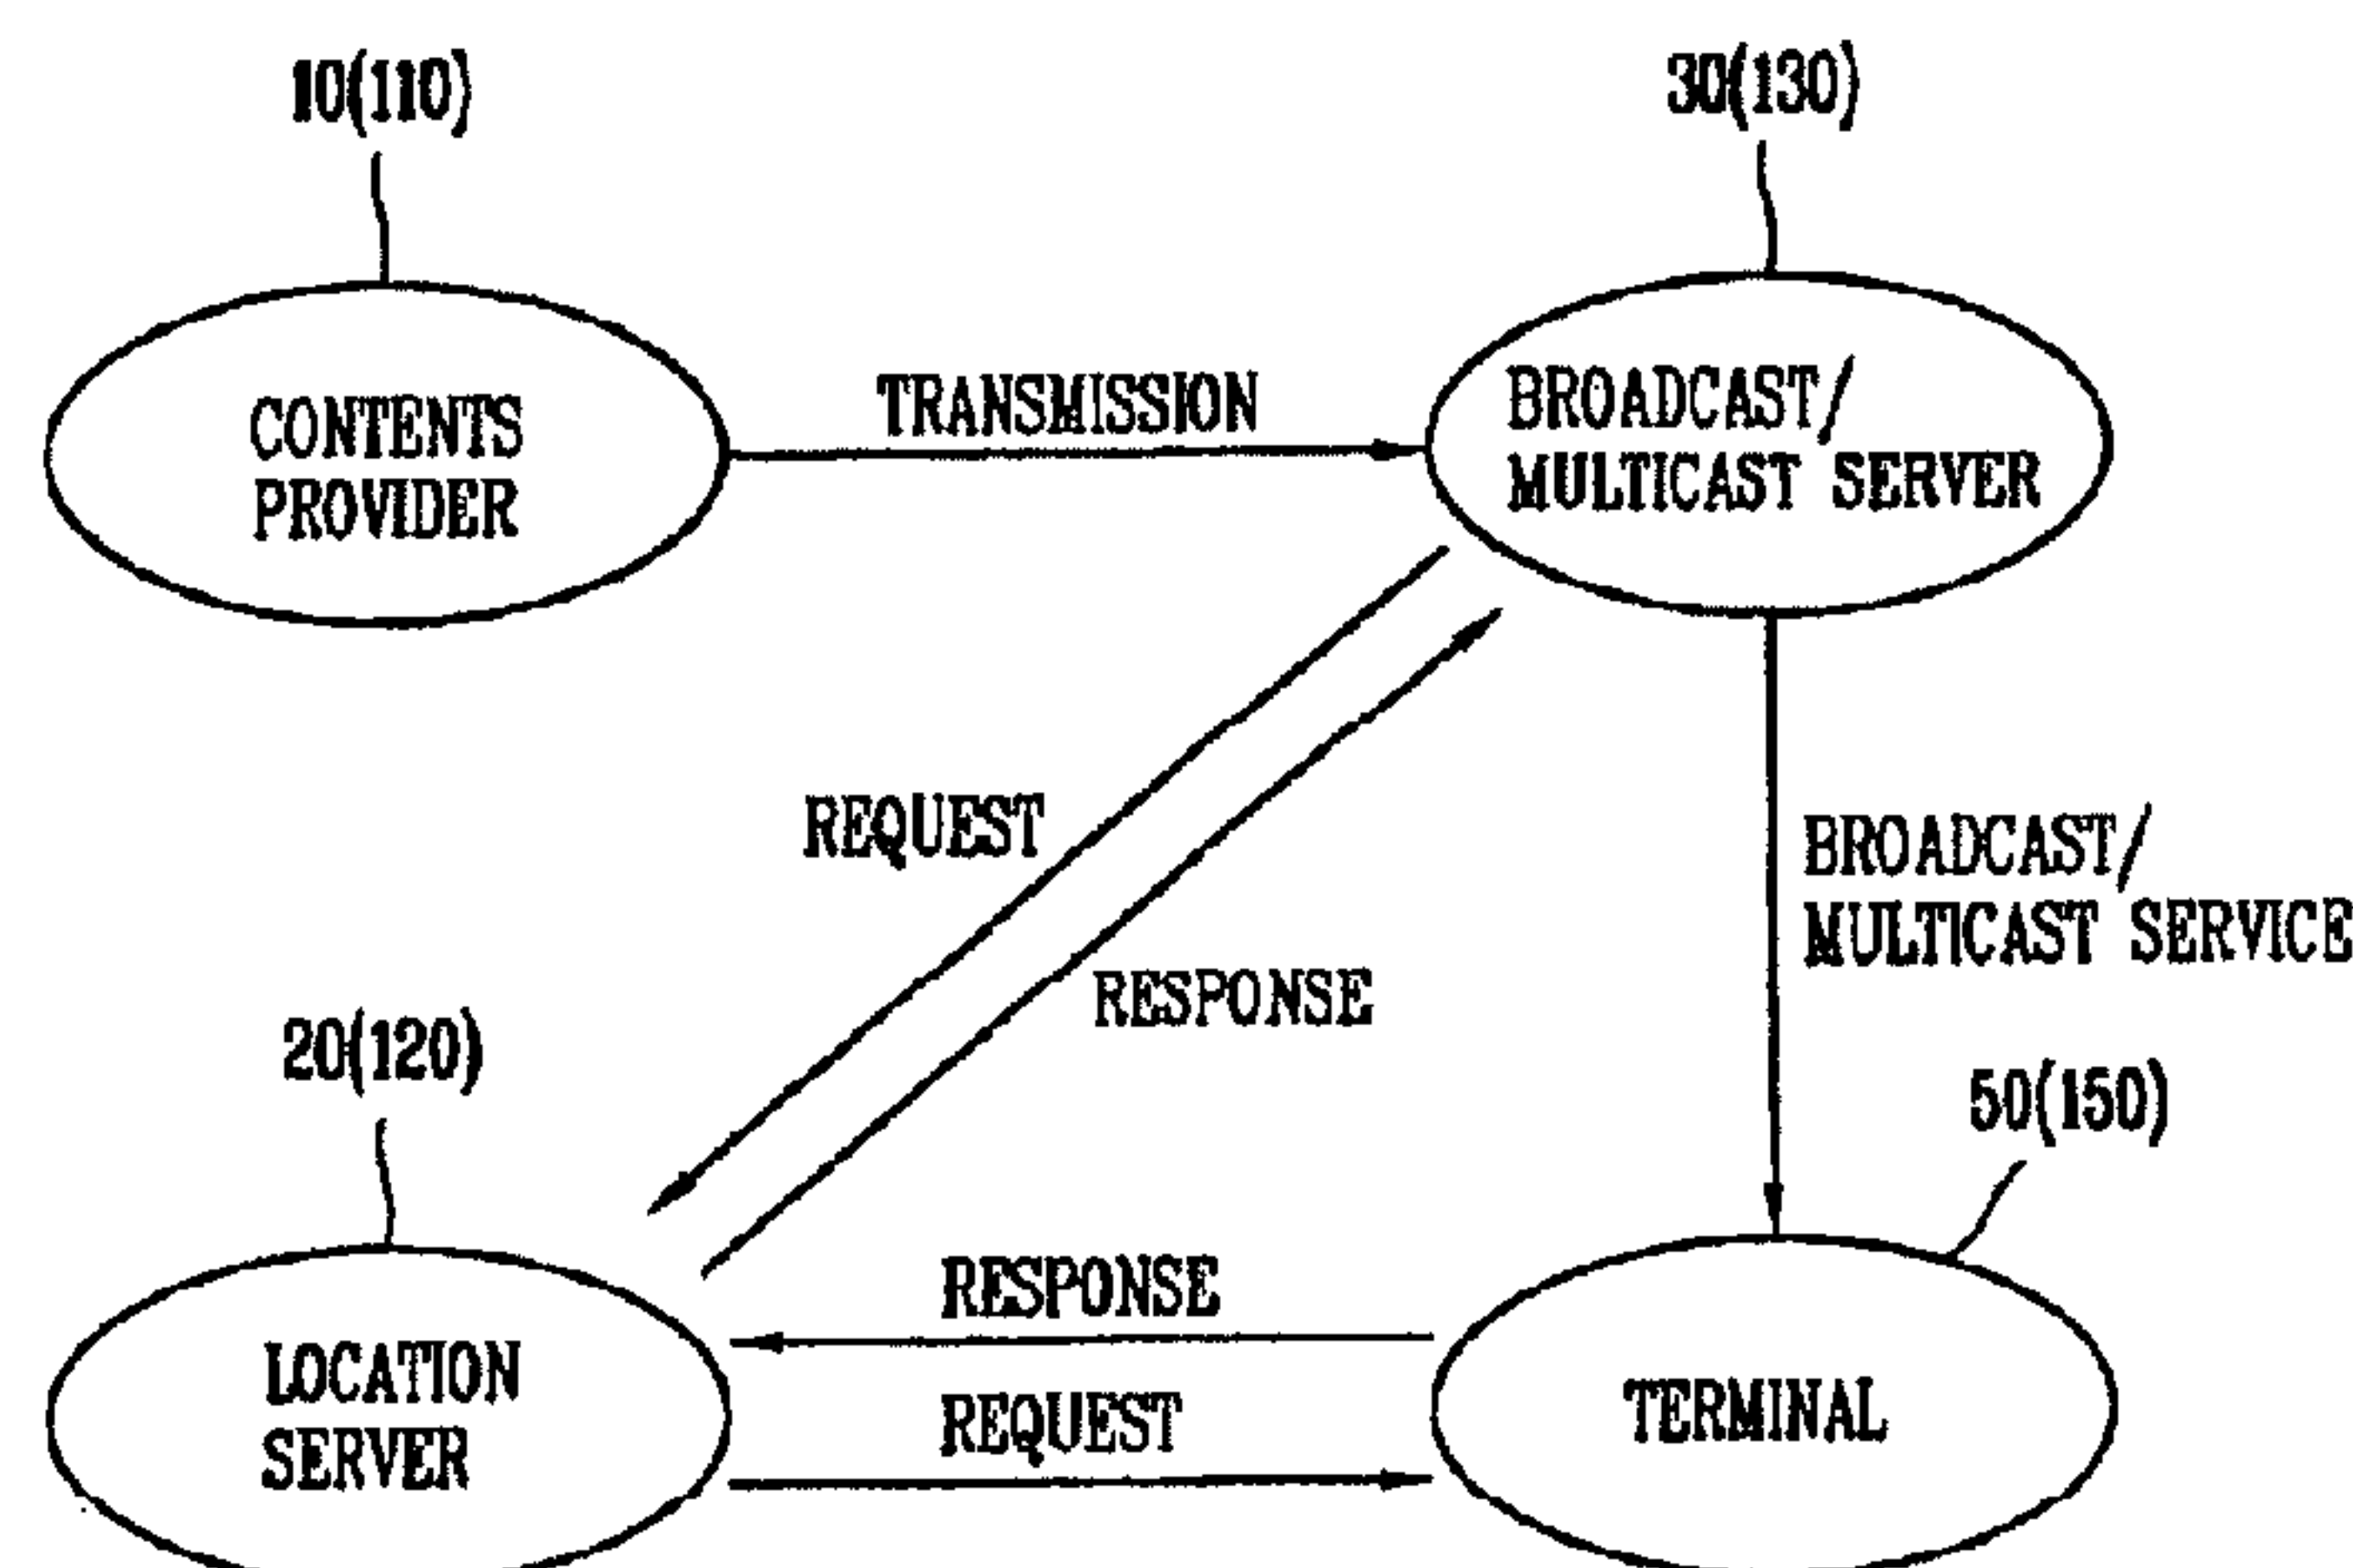 10(110)
30(130)
CONTENTS
PROVIDER
TRANSMISSION
BROADCAST/
MULTICAST SERVER
REQUEST
RESPONSE
BROADCAST/
MULTICAST SERVICE
20(120)
50(150)
LOCATION
SERVER
RESPONSE
REQUEST
TERMINAL